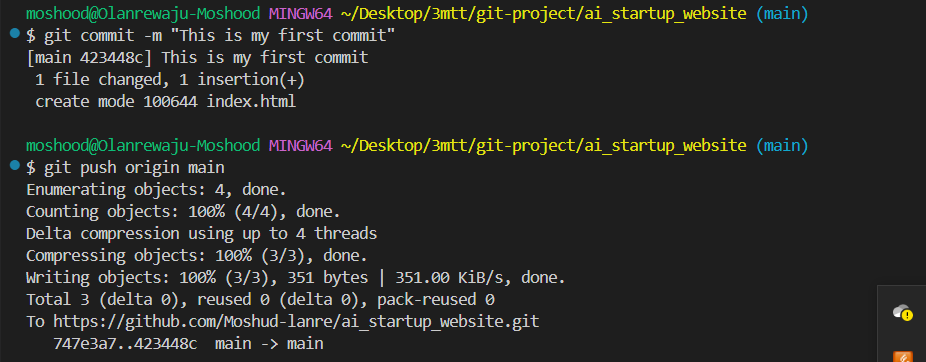 moshood@Olanrewaju-Moshood MINGW64 ~/Desktop/3mtt/git-project/ai_startup_website (main)
$ git commit -m "This is my first commit"
[main 423448c] This is my first commit
 1 file changed, 1 insertion(+)
 create mode 100644 index.html

moshood@Olanrewaju-Moshood MINGW64 ~/Desktop/3mtt/git-project/ai_startup_website (main)
$ git push origin main
Enumerating objects: 4, done.
Counting objects: 100% (4/4), done.
Delta compression using up to 4 threads
Compressing objects: 100% (3/3), done.
Writing objects: 100% (3/3), 351 bytes | 351.00 KiB/s, done.
Total 3 (delta 0), reused 0 (delta 0), pack-reused 0
To https://github.com/Moshud-lanre/ai_startup_website.git
   747e3a7..423448c  main -> main